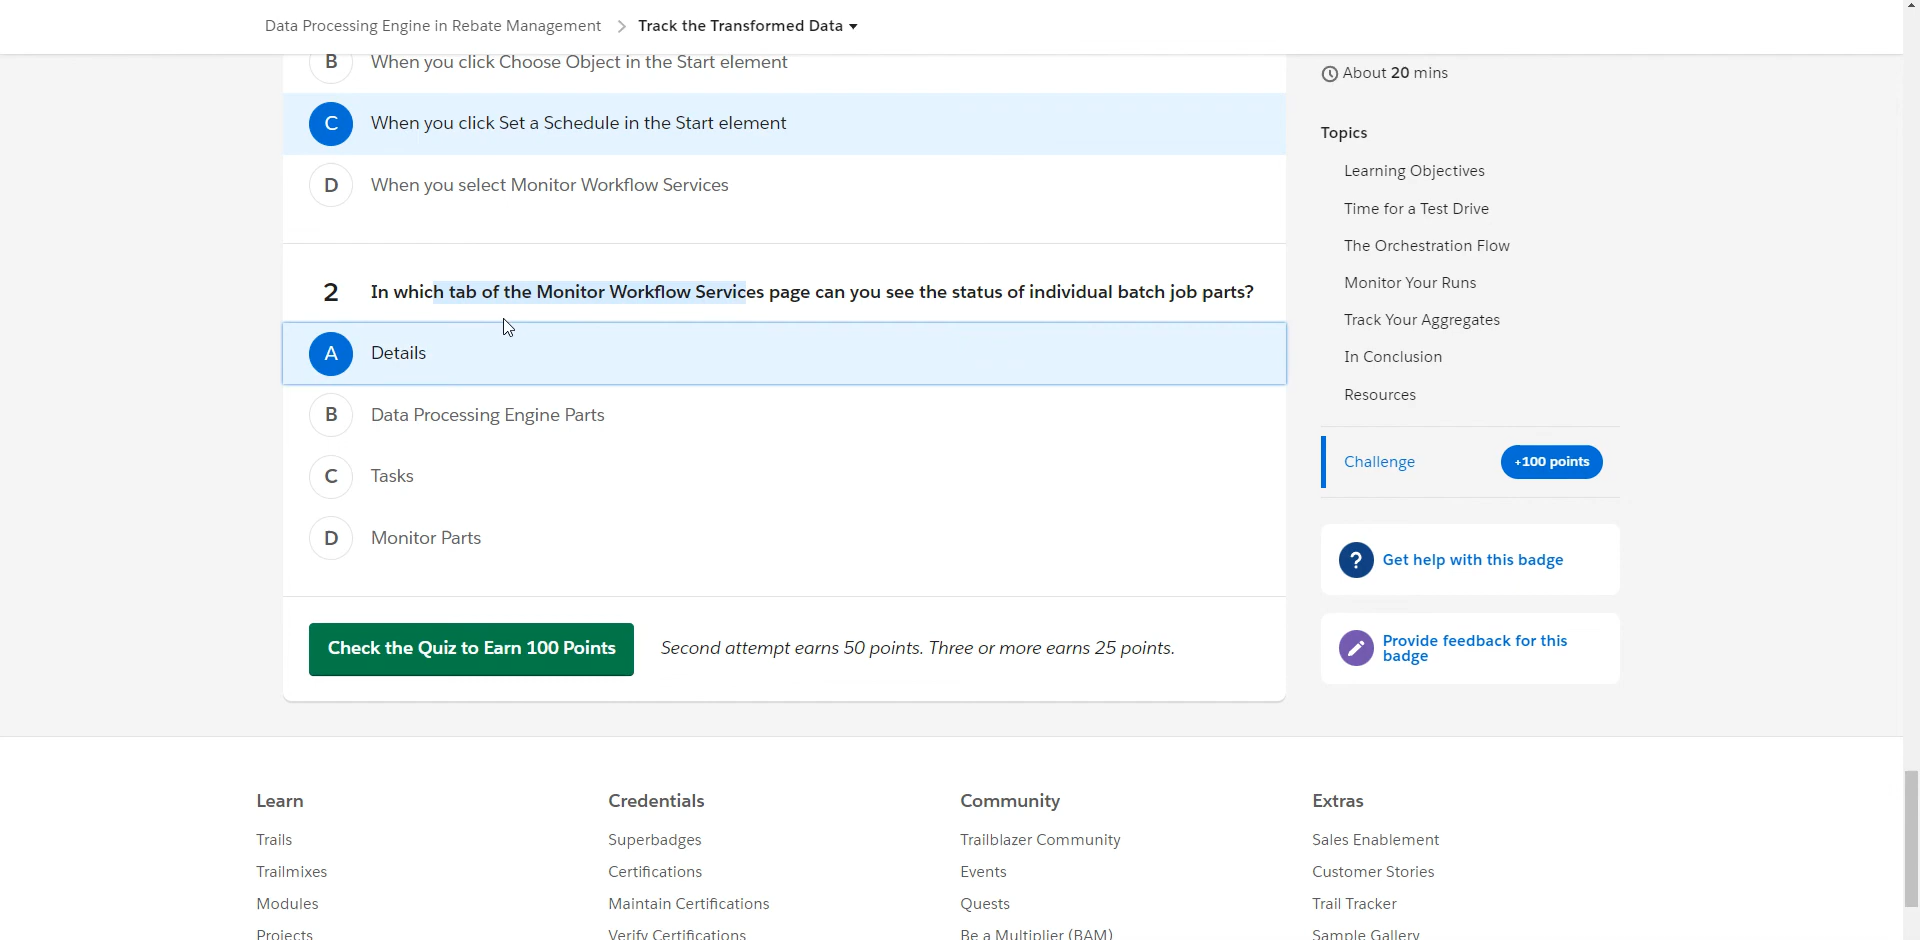 Data Processing Engine in Rebate Management > Track the Transformed Data
B When you click Choose Object in the Start element
C When you click Set a Schedule in the Start element
D When you select Monitor Workflow Services
2 In which tab of the Monitor Workflow Services page can you see the status of individual batch job parts?
A Details
B Data Processing Engine Parts
C Tasks
D Monitor Parts
Check the Quiz to Earn 100 Points
Second attempt earns 50 points. Three or more earns 25 points.
About 20 mins
Topics
Learning Objectives
Time for a Test Drive
The Orchestration Flow
Monitor Your Runs
Track Your Aggregates
In Conclusion
Resources
Challenge +100 points
? Get help with this badge
Provide feedback for this
badge
Learn
Trails
Trailmixes
Modules
Projects
Credentials
Superbadges
Certifications
Maintain Certifications
Verify Certifications
Community
Trailblazer Community
Events
Quests
Be a Multiplier (BAM)
Extras
Sales Enablement
Customer Stories
Trail Tracker
Sample Gallery